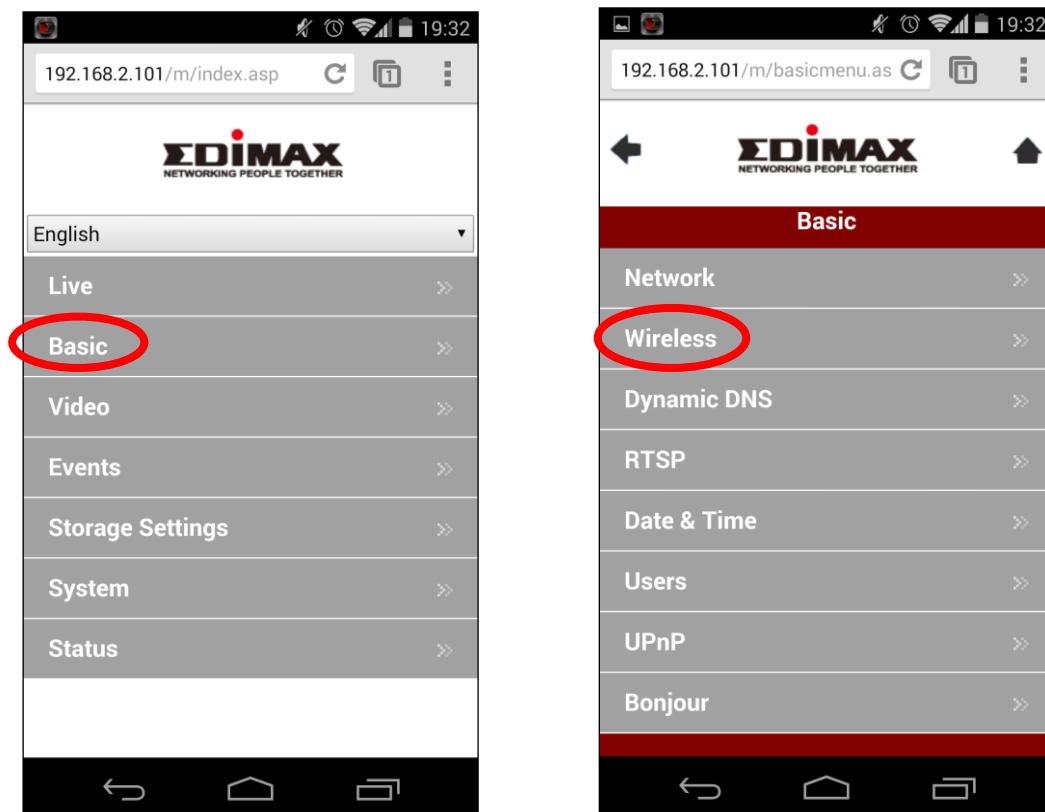 19:32
192.168.2.101/m/index.asp
1
EDIMAX
NETWORKING PEOPLE TOGETHER
English
Live
Basic
Video
Events
Storage Settings
System
Status
19:32
192.168.2.101/m/basicmenu.as
1
EDIMAX
NETWORKING PEOPLE TOGETHER
Basic
Network
Wireless
Dynamic DNS
RTSP
Date & Time
Users
UPnP
Bonjour